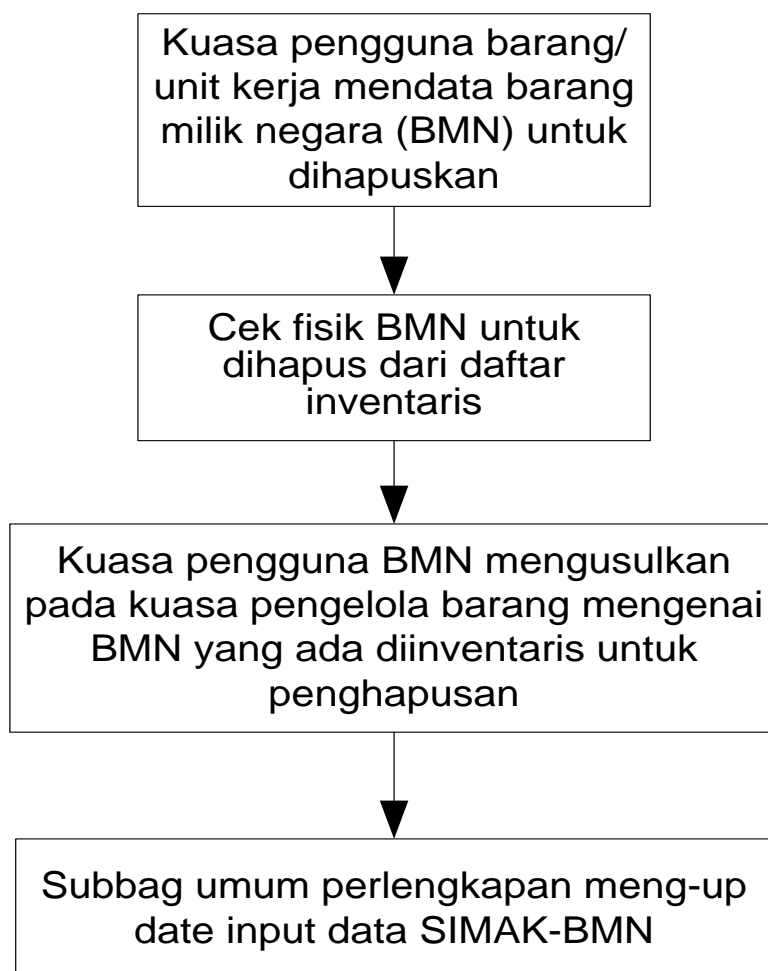 Kuasa pengguna barang/
unit kerja mendata barang
milik negara (BMN) untuk
dihapuskan
Cek fisik BMN untuk
dihapus dari daftar
inventaris
Kuasa pengguna BMN mengusulkan
pada kuasa pengelola barang mengenai
BMN yang ada diinventaris untuk
penghapusan
Subbag umum perlengkapan meng-up
date input data SIMAK-BMN